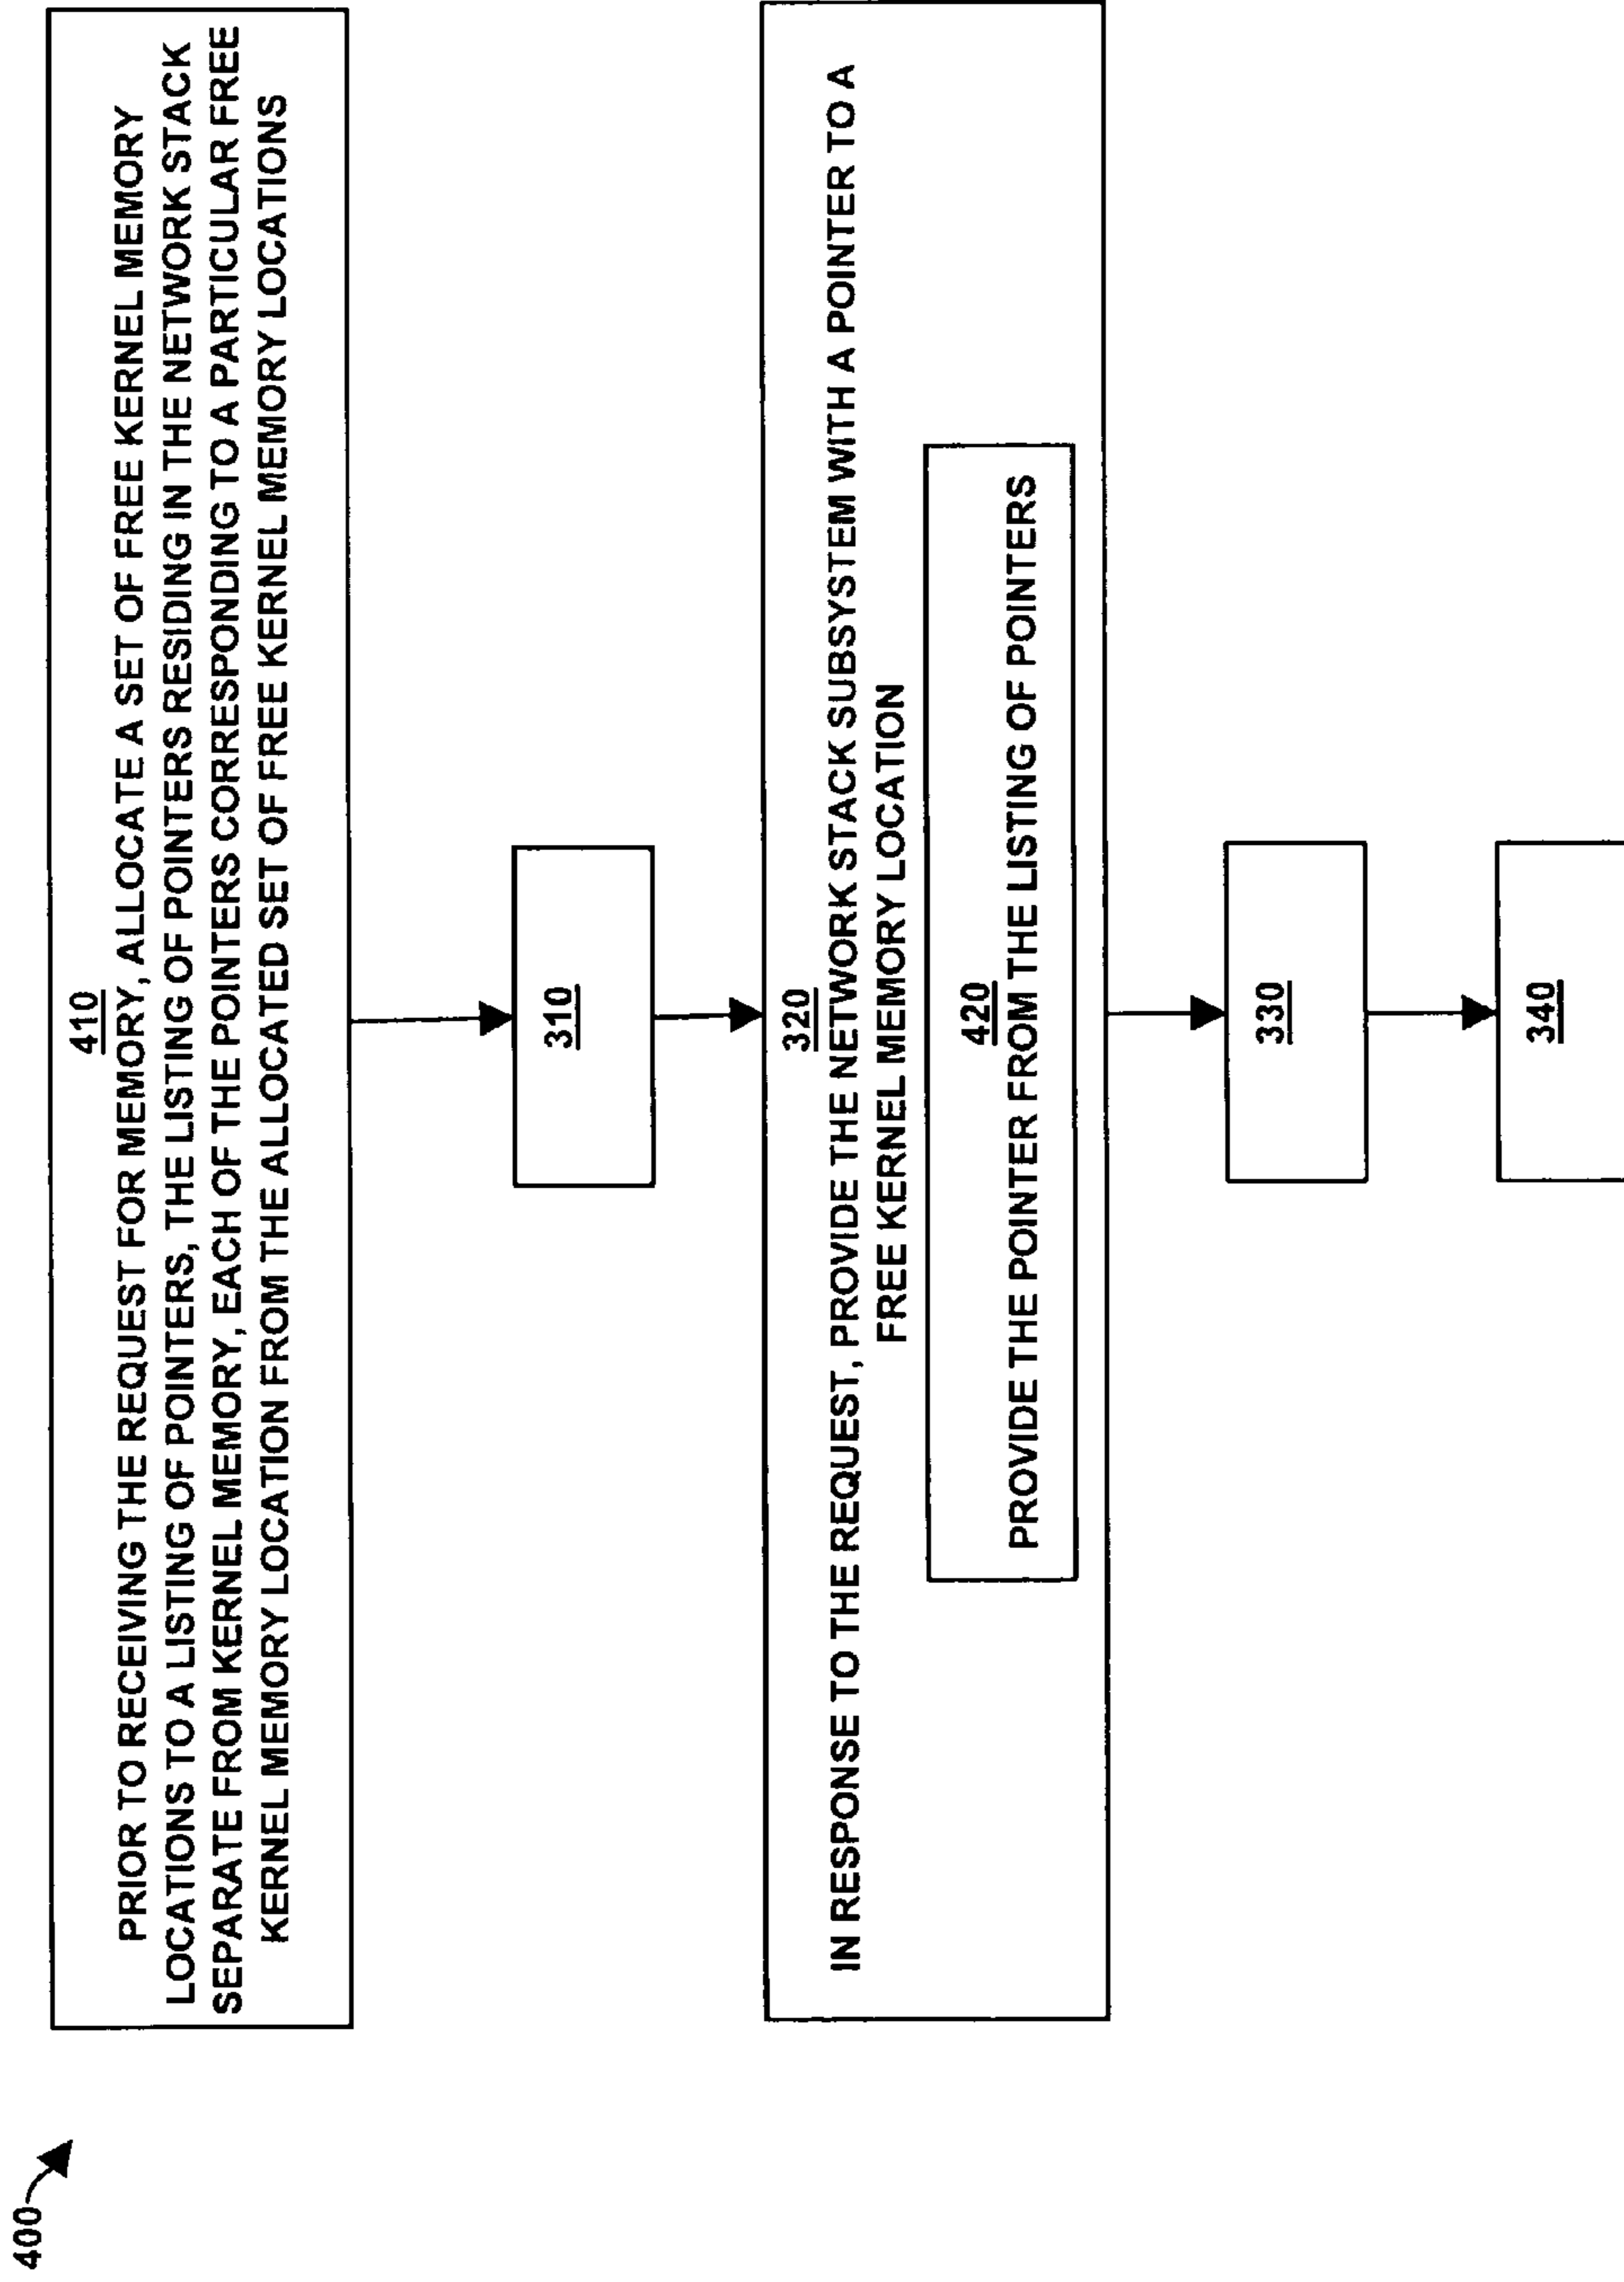 400
410
PRIOR TO RECEIVING THE REQUEST FOR MEMORY, ALLOCATE A SET OF FREE KERNEL MEMORY
LOCATIONS TO A LISTING OF POINTERS, THE LISTING OF POINTERS RESIDING IN THE NETWORK STACK
SEPARATE FROM KERNEL MEMORY, EACH OF THE POINTERS CORRESPONDING TO A PARTICULAR FREE
KERNEL MEMORY LOCATION FROM THE ALLOCATED SET OF FREE KERNEL MEMORY LOCATIONS
310
320
IN RESPONSE TO THE REQUEST, PROVIDE THE NETWORK STACK SUBSYSTEM WITH A POINTER TO A
FREE KERNEL MEMORY LOCATION
420
PROVIDE THE POINTER FROM THE LISTING OF POINTERS
330
340